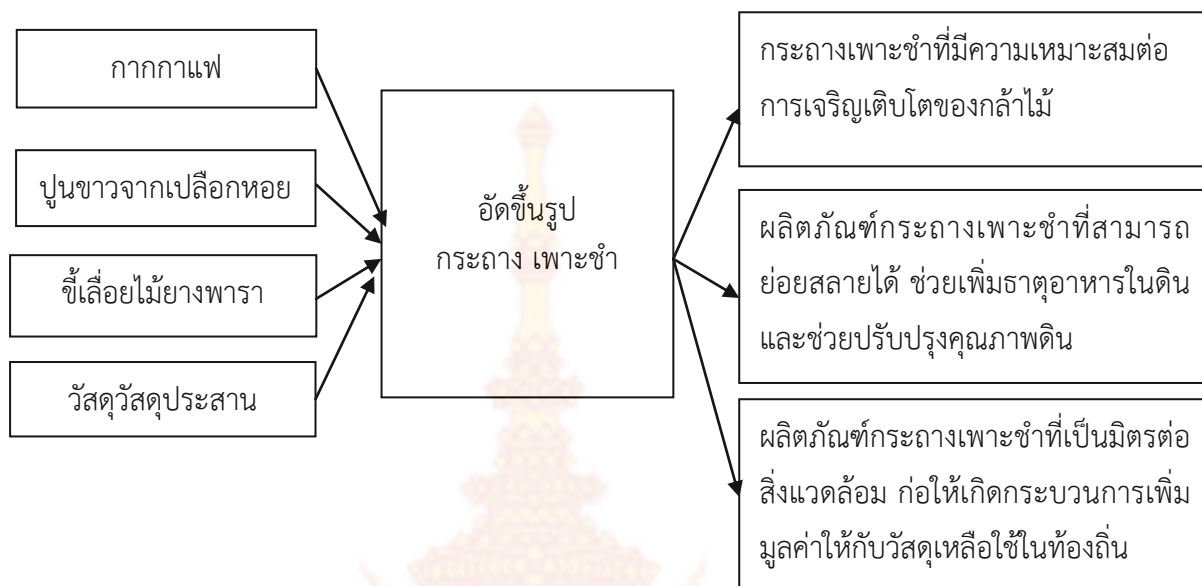 กากกาแฟ
ปูนขาวจากเปลือกหอย
ขี้เลื่อยไม้ยางพารา
วัสดุวัสดุประสาน
อัดขึ้นรูป
กระถาง เพาะชำ
กระถางเพาะชำที่มีความเหมาะสมต่อ
การเจริญเติบโตของกล้าไม้
ผลิตภัณฑ์กระถางเพาะชำที่สามารถ
ย่อยสลายได้ ช่วยเพิ่มธาตุอาหารในดิน
และช่วยปรับปรุงคุณภาพดิน
ผลิตภัณฑ์กระถางเพาะชำที่เป็นมิตรต่อ
สิ่งแวดล้อม ก่อให้เกิดกระบวนการเพิ่ม
มูลค่าให้กับวัสดุเหลือใช้ในท้องถิ่น